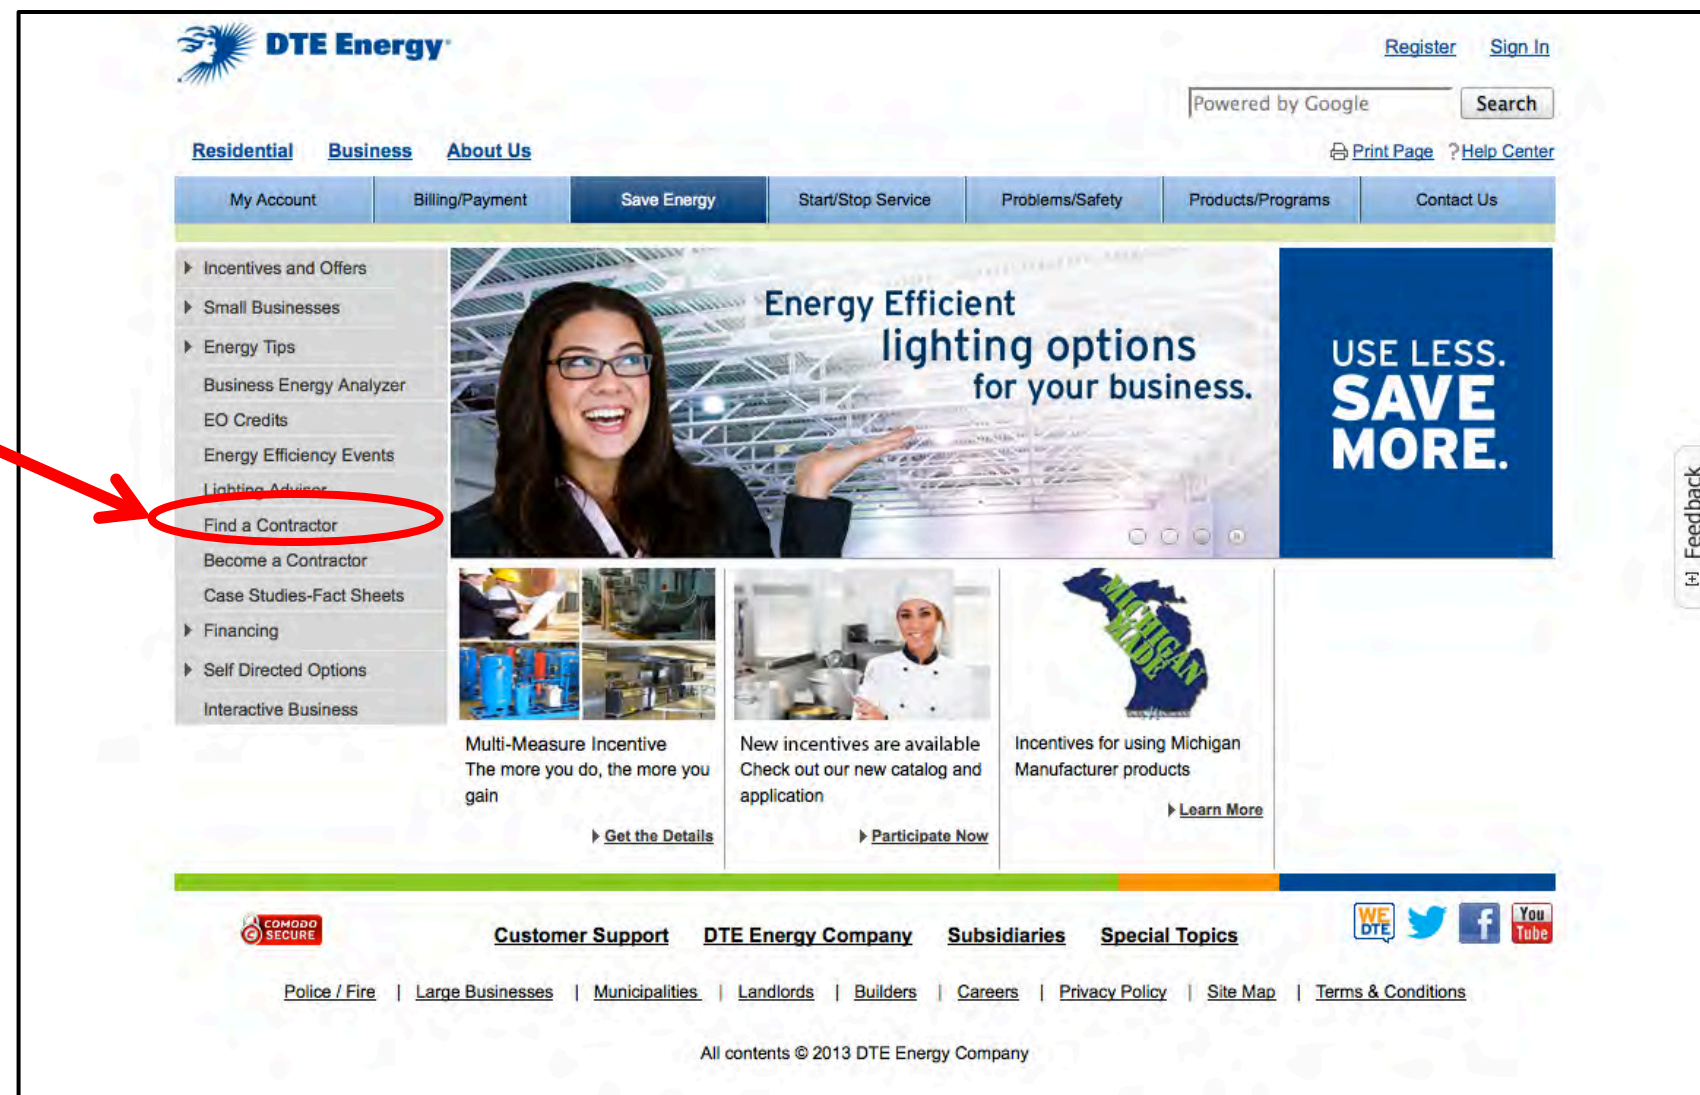 DTE Energy
Register Sign In
Powered by Google Search
Residential Business About Us
Print Page ? Help Center
My Account Billing/Payment Save Energy Start/Stop Service Problems/Safety Products/Programs Contact Us
Incentives and Offers
Small Businesses
Energy Tips
Business Energy Analyzer
EO Credits
Energy Efficiency Events
Lighting Advisor
Find a Contractor
Become a Contractor
Case Studies-Fact Sheets
Financing
Self Directed Options
Interactive Business
Energy Efficient
lighting options
for your business.
USE LESS.
SAVE
MORE.
[+] Feedback
MICHIGAN
MADE
Multi-Measure Incentive
The more you do, the more you
gain
Get the Details
New incentives are available
Check out our new catalog and
application
Participate Now
Incentives for using Michigan
Manufacturer products
Learn More
COMODO
SECURE
Customer Support DTE Energy Company Subsidiaries Special Topics
WE
DTE
f
You
Tube
Police / Fire | Large Businesses | Municipalities | Landlords | Builders | Careers | Privacy Policy | Site Map | Terms & Conditions
All contents © 2013 DTE Energy Company